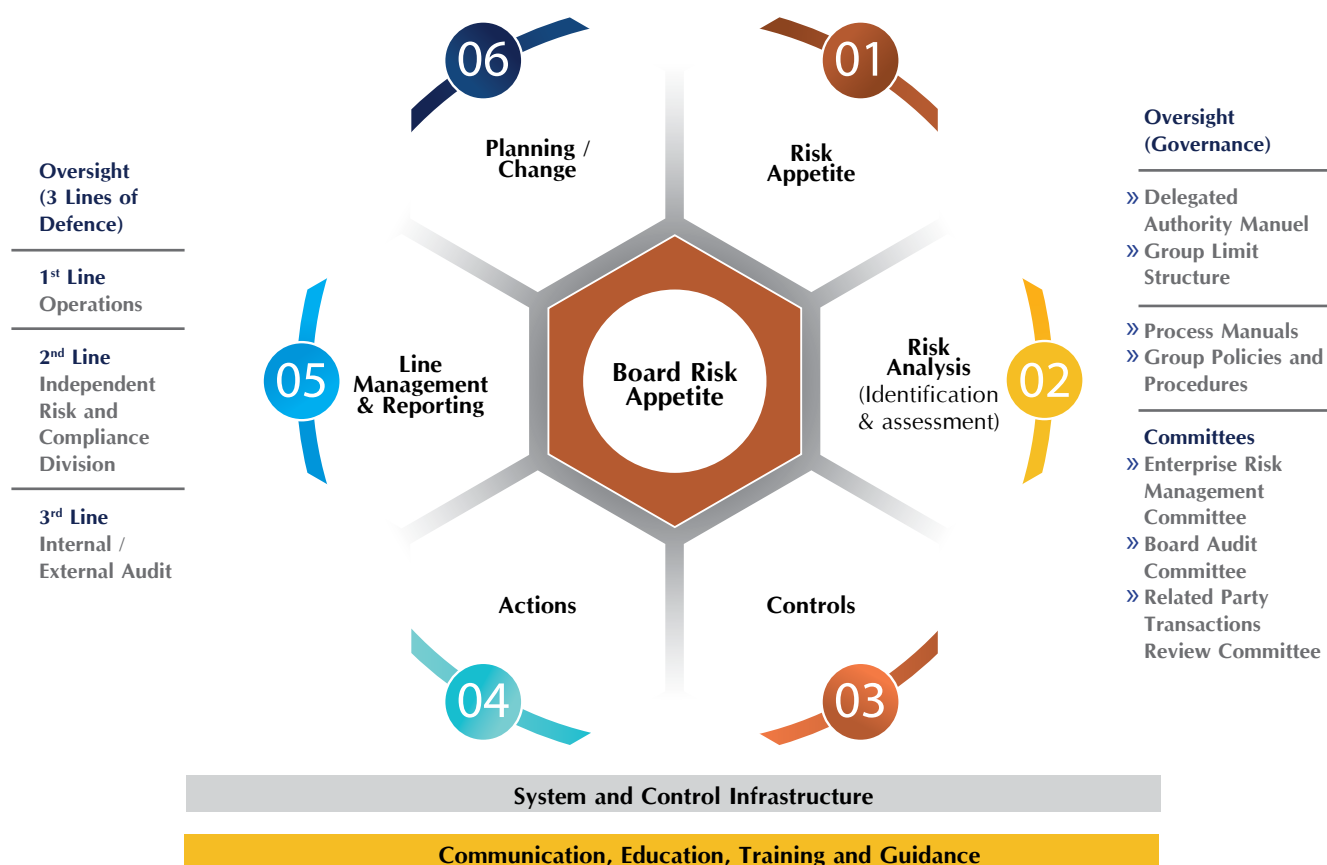 Oversight
(3 Lines of
Defence)
1st Line
Operations
2nd Line
Independent
Risk and
Compliance
Division
3rd Line
Internal /
External Audit
06
Planning /
Change
01
Risk
Appetite
05
Line
Management
& Reporting
Board Risk
Appetite
Risk
Analysis
(Identification
& assessment)
02
Actions
04
Controls
03
Oversight
(Governance)
» Delegated
Authority Manuel
» Group Limit
Structure
» Process Manuals
» Group Policies and
Procedures
Committees
» Enterprise Risk
Management
Committee
» Board Audit
Committee
» Related Party
Transactions
Review Committee
System and Control Infrastructure
Communication, Education, Training and Guidance